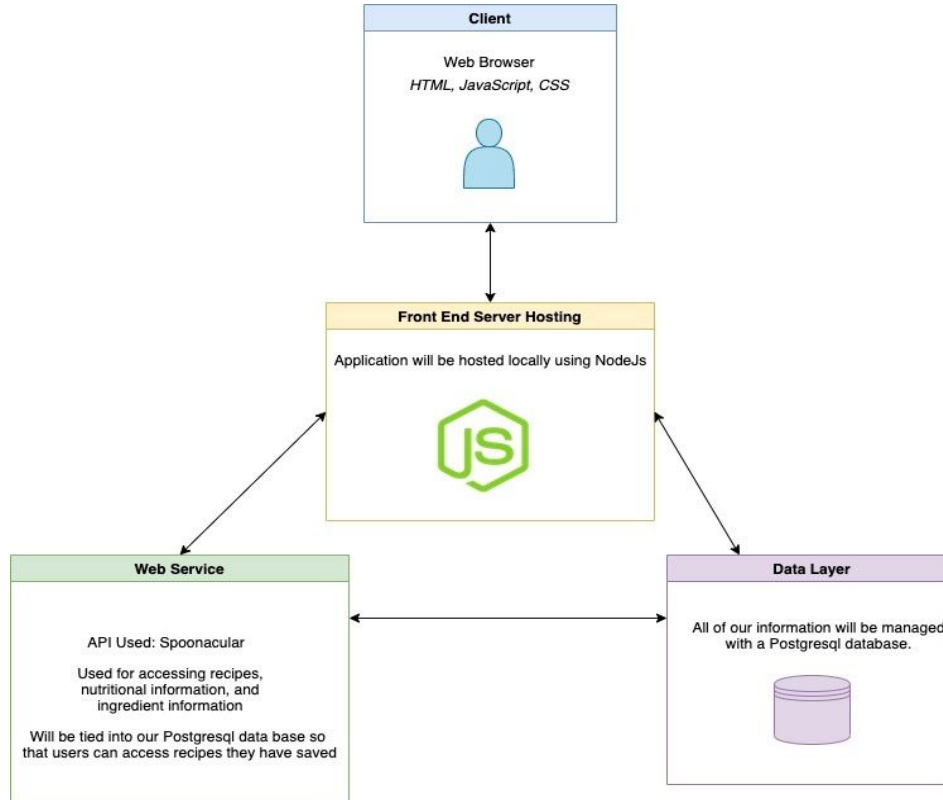 Client
Web Browser
HTML, JavaScript, CSS
Front End Server Hosting
Application will be hosted locally using NodeJs
JS
Web Service
API Used: Spoonacular
Used for accessing recipes,
nutritional information, and
ingredient information
Will be tied into our Postgresql data base so
that users can access recipes they have saved
Data Layer
All of our information will be managed
with a Postgresql database.